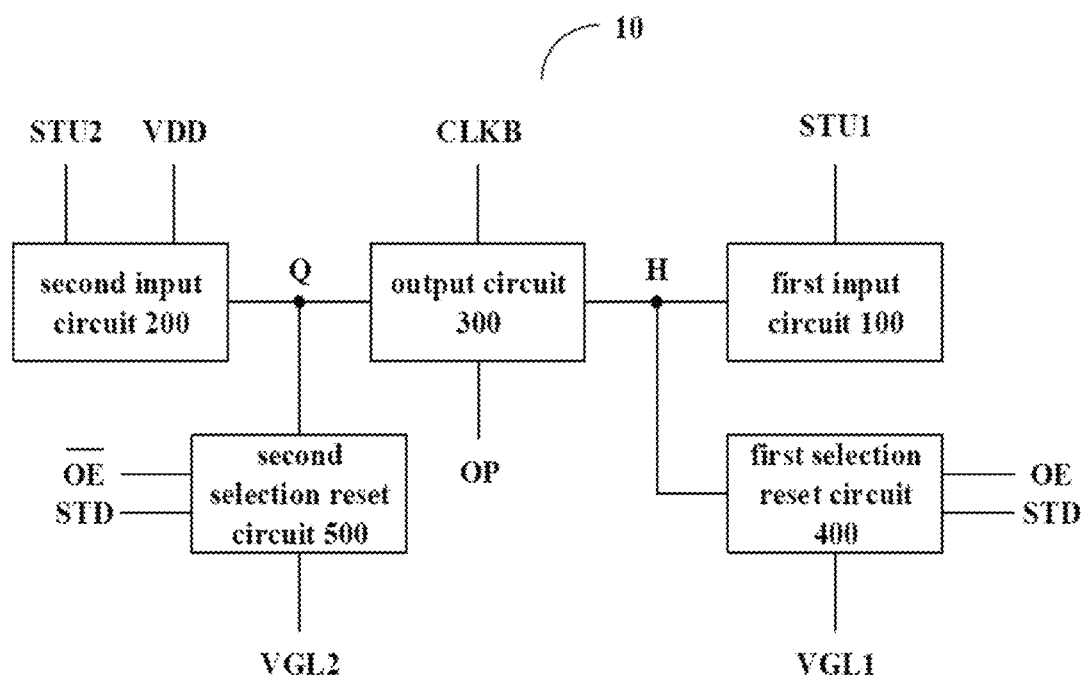 10
STU2 VDD CLKB STU1
second input
circuit 200
Q
output circuit
300
H
first input
circuit 100
O̅E̅
STD
second
selection reset
circuit 500
OP
first selection
reset circuit
400
OE
STD
VGL2 VGL1